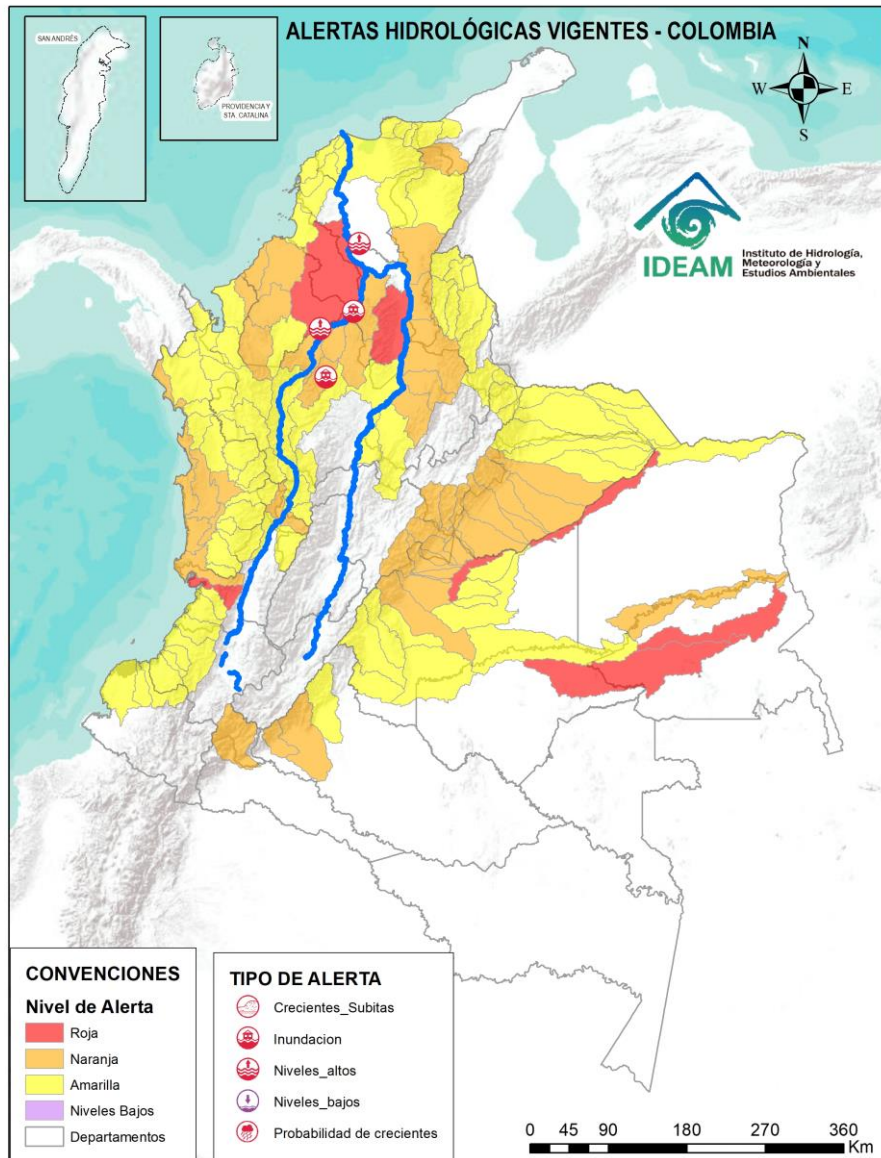 SAN ANDRÉS
PROVIDENCIA Y
STA. CATALINA
ALERTAS HIDROLÓGICAS VIGENTES - COLOMBIA
N
W
E
S
IDEAM
Instituto de Hidrología,
Meteorología y
Estudios Ambientales
CONVENCIONES
Nivel de Alerta
Roja
Naranja
Amarilla
Niveles Bajos
Departamentos
TIPO DE ALERTA
Crecientes_Subitas
Inundacion
Niveles_altos
Niveles_bajos
Probabilidad de crecientes
0 45 90 180 270 360
Km